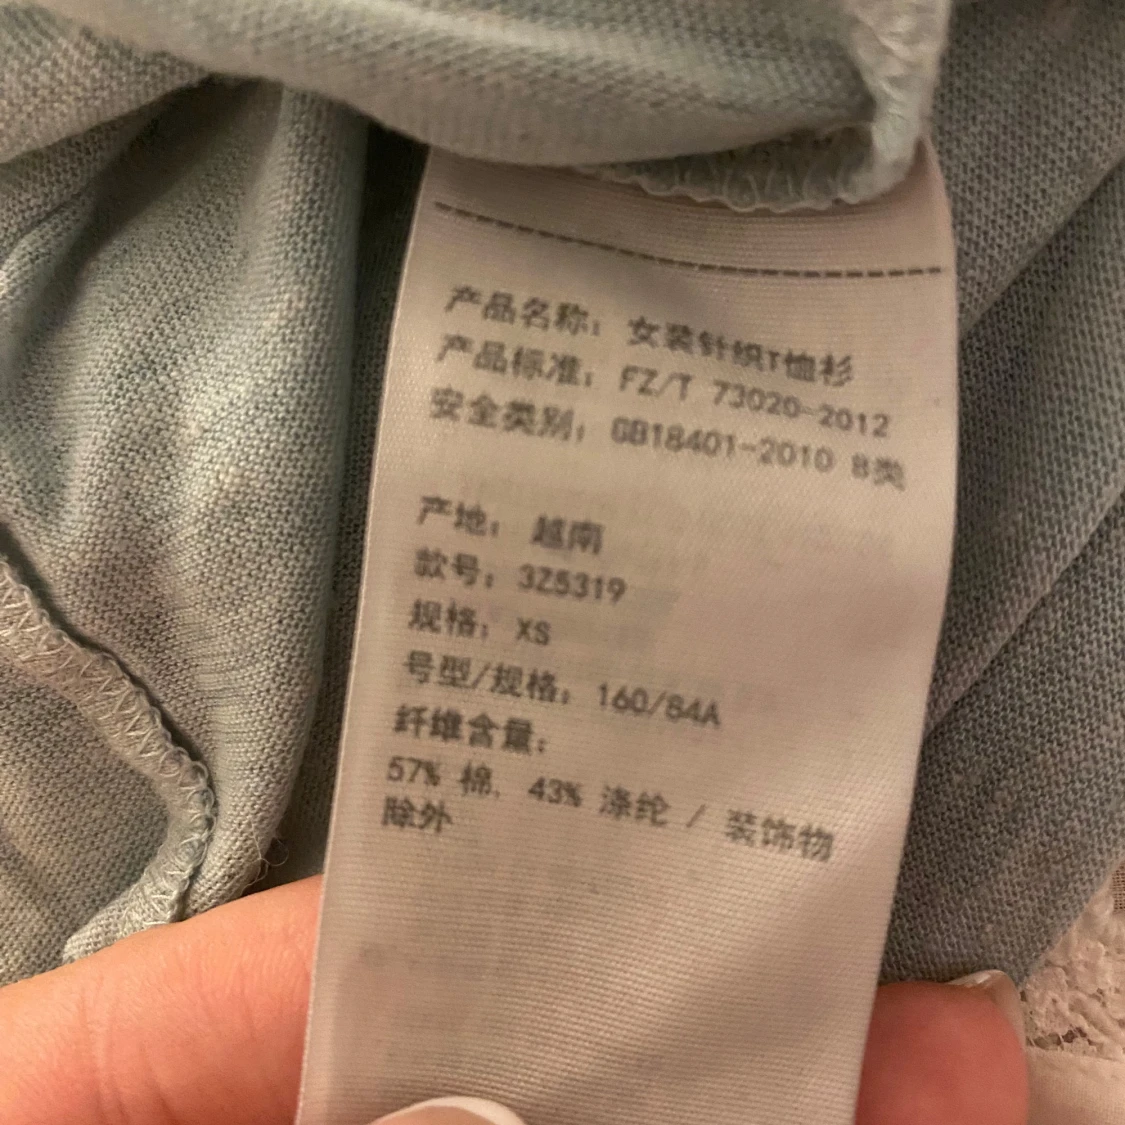 产品名称：女装针织T恤衫
产品标准：FZ/T 73020-2012
安全类别：GB18401-2010 B类
产地：越南
款号：3Z5319
规格：XS
号型/规格：160/84A
纤维含量：
57% 棉, 43% 涤纶 / 装饰物
除外